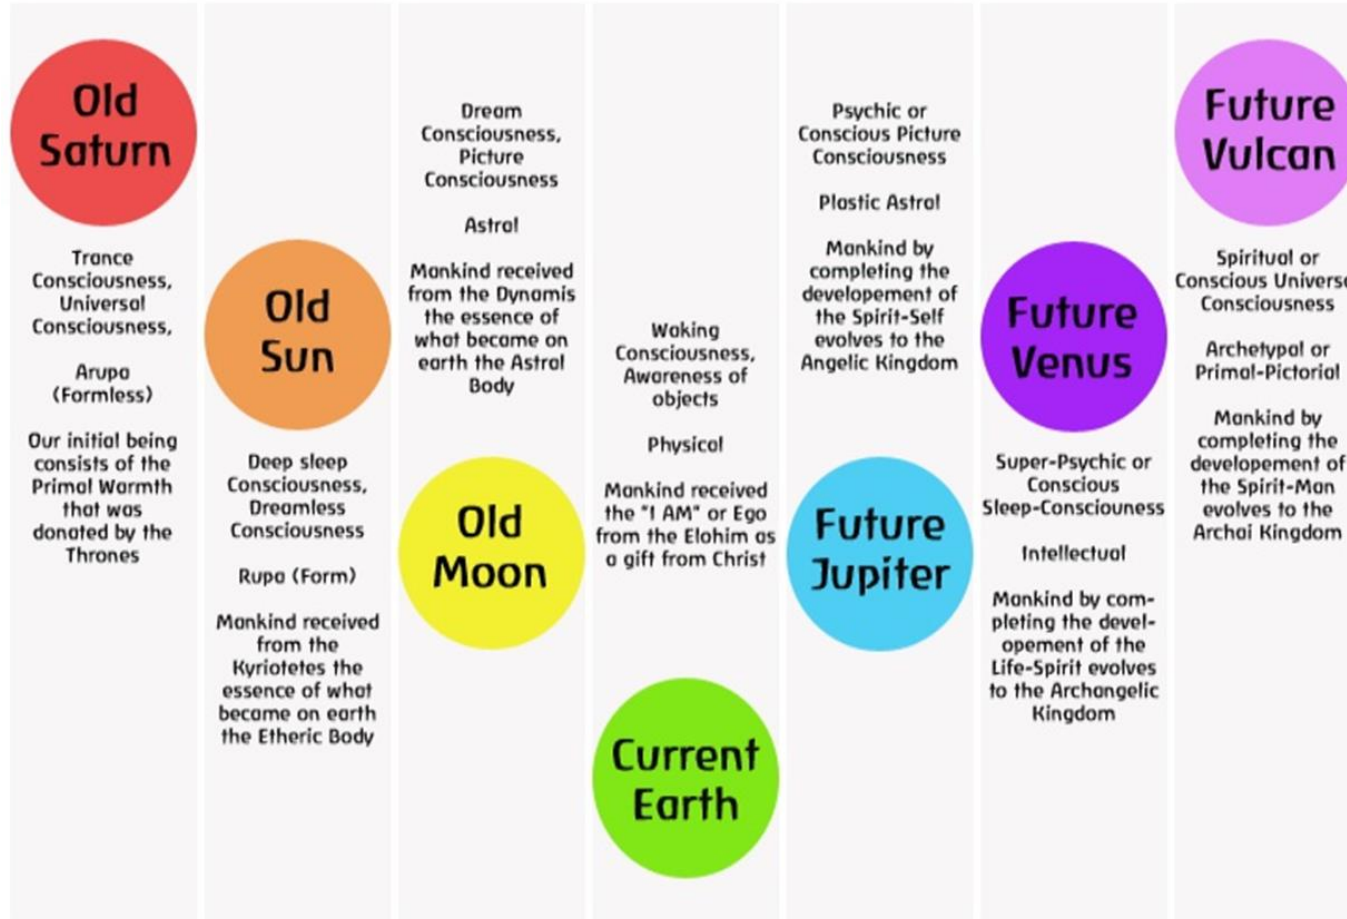 Old
Saturn
Trance
Consciousness,
Universal
Consciousness,
Arupa
(Formless)
Our initial being
consists of the
Primal Warmth
that was
donated by the
Thrones
Old
Sun
Deep sleep
Consciousness,
Dreamless
Consciousness
Rupa (Form)
Mankind received
from the
Kyriotetes the
essence of what
became on earth
the Etheric Body
Dream
Consciousness,
Picture
Consciousness
Astral
Mankind received
from the Dynamis
the essence of
what became on
earth the Astral
Body
Old
Moon
Waking
Consciousness,
Awareness of
objects
Physical
Mankind received
the "I AM" or Ego
from the Elohim as
a gift from Christ
Current
Earth
Psychic or
Conscious Picture
Consciousness
Plastic Astral
Mankind by
completing the
developement of
the Spirit-Self
evolves to the
Angelic Kingdom
Future
Jupiter
Future
Venus
Super-Psychic or
Conscious
Sleep-Consciouness
Intellectual
Mankind by com-
pleting the devel-
opement of the
Life-Spirit evolves
to the Archangelic
Kingdom
Future
Vulcan
Spiritual or
Conscious Universe
Consciousness
Archetypal or
Primal-Pictorial
Mankind by
completing the
developement of
the Spirit-Man
evolves to the
Archai Kingdom